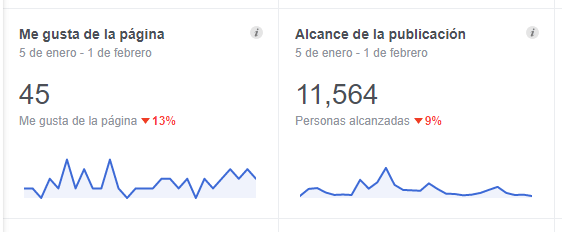 Me gusta de la página
5 de enero - 1 de febrero
45
Me gusta de la página 13%
Alcance de la publicación
5 de enero - 1 de febrero
11,564
Personas alcanzadas 9%